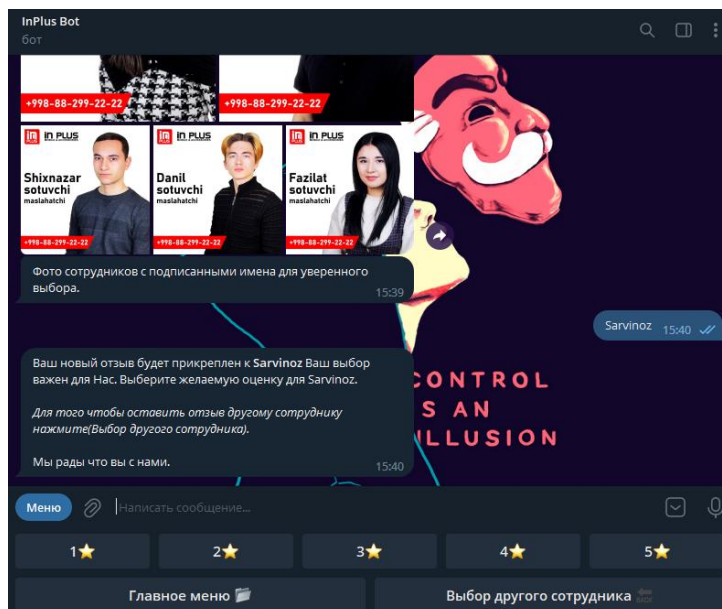 InPlus Bot
бот
+998-88-299-22-22
+998-88-299-22-22
IN PLUS
Shixnazar
sotuvchi
maslahatchi
+998-88-299-22-22
IN PLUS
Danil
sotuvchi
maslahatchi
+998-88-299-22-22
IN PLUS
Fazilat
sotuvchi
maslahatchi
+998-88-299-22-22
Фото сотрудников с подписанными имена для уверенного
выбора.
15:39
Sarvinoz 15:40
Ваш новый отзыв будет прикреплен к Sarvinoz Ваш выбор
важен для Нас. Выберите желаемую оценку для Sarvinoz.
Для того чтобы оставить отзыв другому сотруднику
нажмите(Выбор другого сотрудника).
Мы рады что вы с нами.
15:40
CONTROL
S AN
ILLUSION
Меню
Написать сообщение...
1⭐ 2⭐ 3⭐ 4⭐ 5⭐
Главное меню
Выбор другого сотрудника